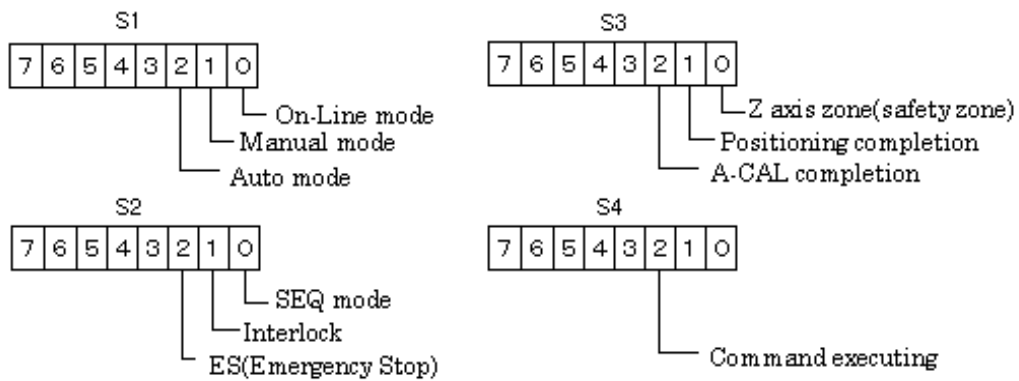 S1
7 6 5 4 3 2 1 0
On-Line mode
Manual mode
Auto mode
S2
7 6 5 4 3 2 1 0
SEQ mode
Interlock
ES(Emergency Stop)
S3
7 6 5 4 3 2 1 0
Z axis zone(safety zone)
Positioning completion
A-CAL completion
S4
7 6 5 4 3 2 1 0
Command executing